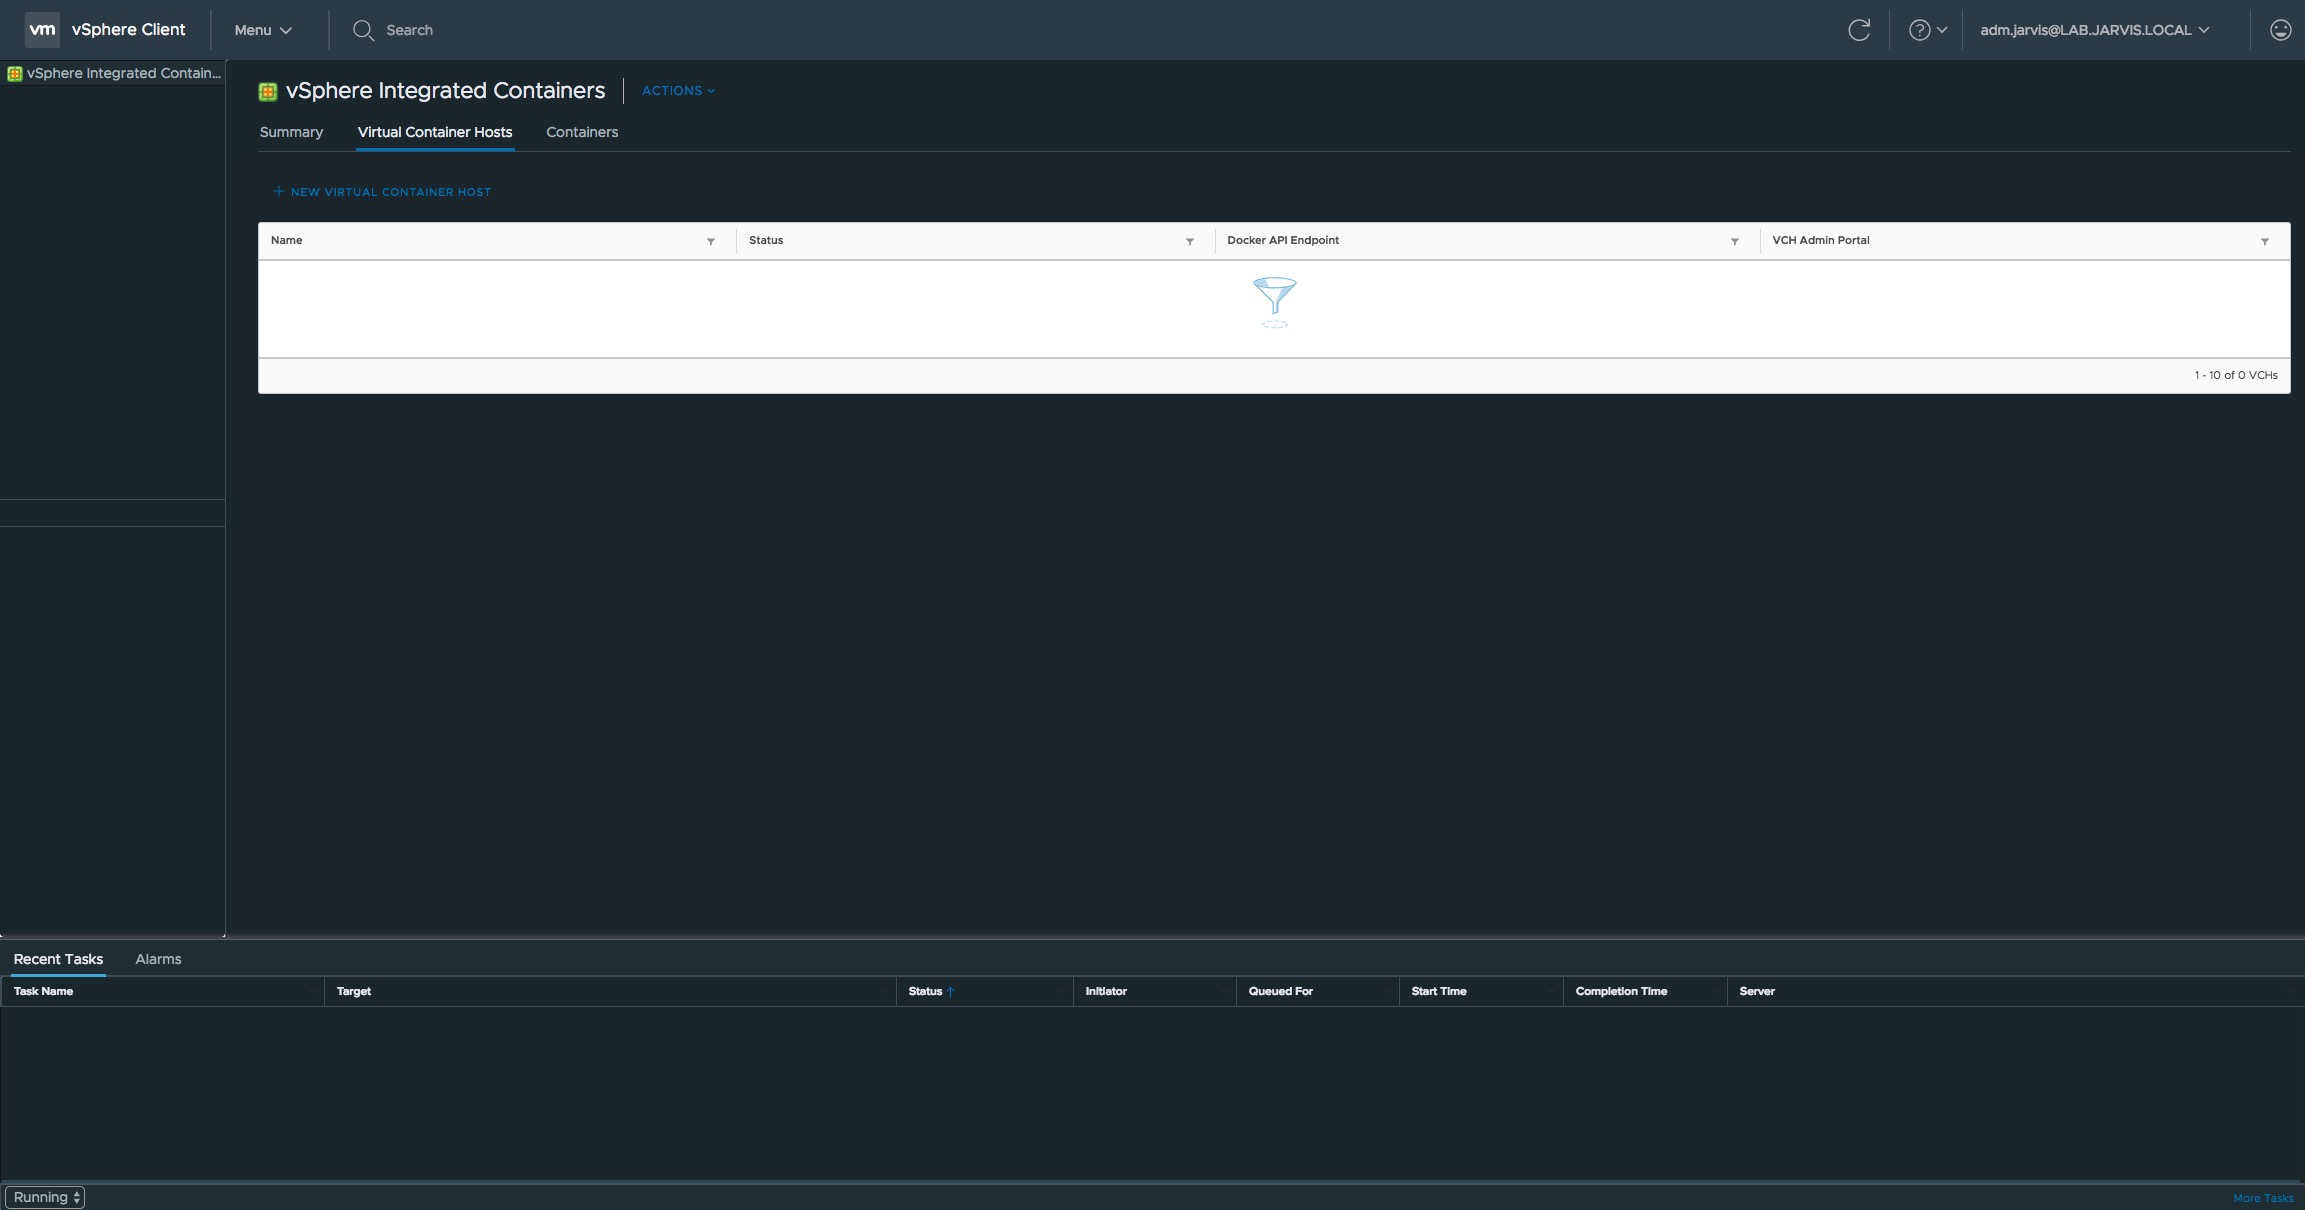 vm vSphere Client Menu Search ? adm.jarvis@LAB.JARVIS.LOCAL
vSphere Integrated Contain...
vSphere Integrated Containers ACTIONS
Summary Virtual Container Hosts Containers
+ NEW VIRTUAL CONTAINER HOST
Name Status Docker API Endpoint VCH Admin Portal
1 - 10 of 0 VCHs
Recent Tasks Alarms
Task Name Target Status Initiator Queued For Start Time Completion Time Server
Running More Tasks